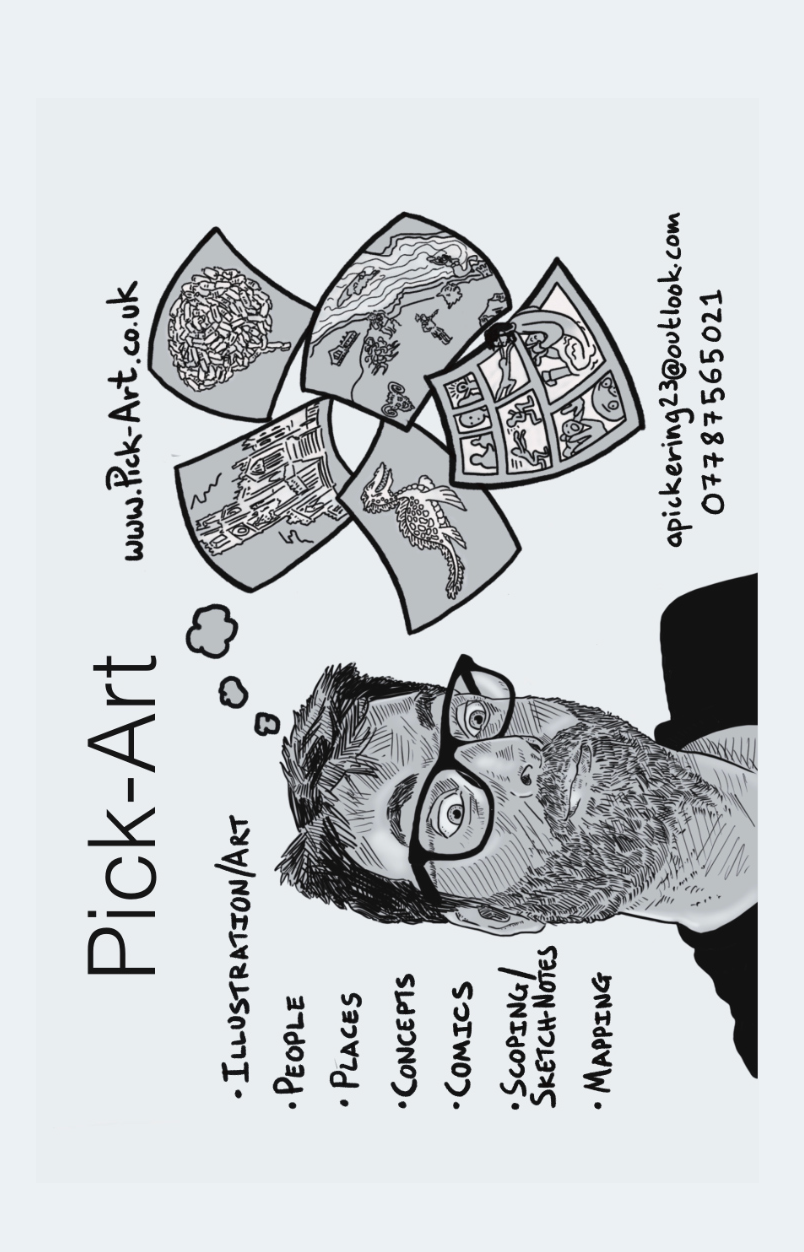 Pick-Art
www.Pick-Art.co.uk
• ILLUSTRATION/ART
• PEOPLE
• PLACES
• CONCEPTS
• COMICS
• SCOPING/
SKETCH-NOTES
• MAPPING
apickering23@outlook.com
07787565021